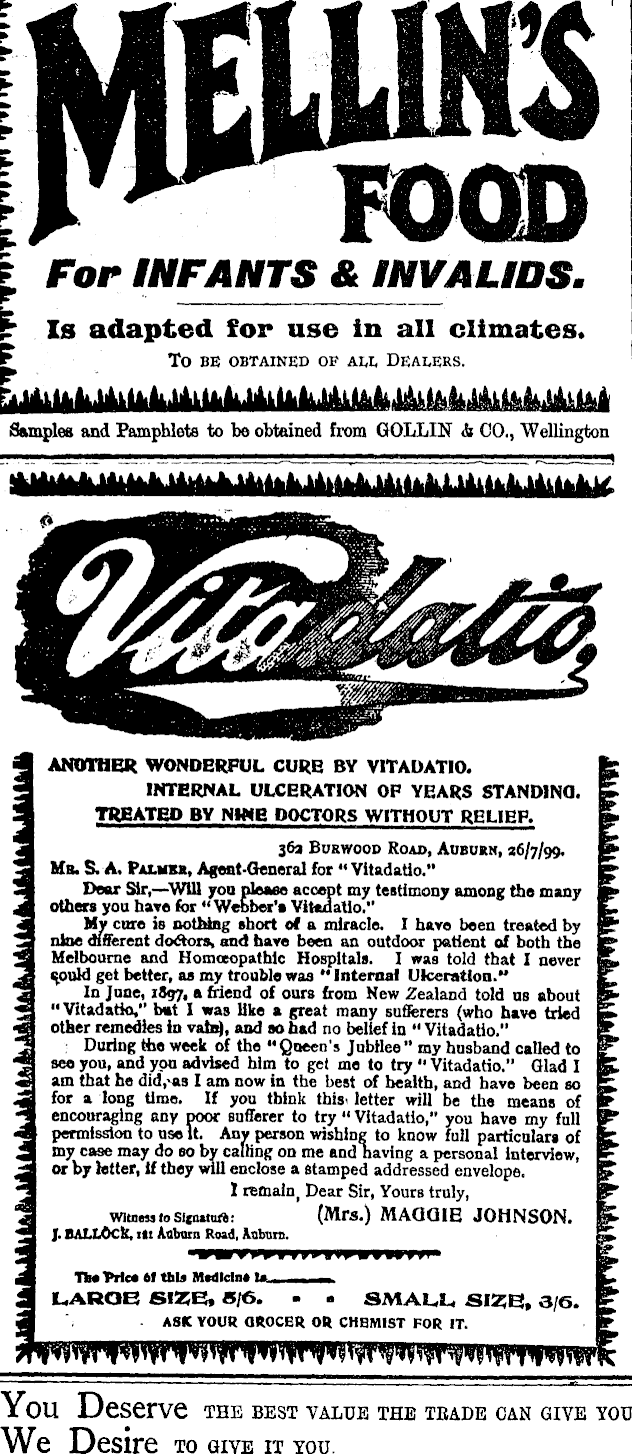 MELLIN'S
FOOD
For INFANTS & INVALIDS.
Is adapted for use in all climates.
To be obtained of all Dealers.
Samples and Pamphlets to be obtained from GOLLIN & CO., Wellington
Vitadatio
ANOTHER WONDERFUL CURE BY VITADATIO.
INTERNAL ULCERATION OF YEARS STANDING.
TREATED BY NINE DOCTORS WITHOUT RELIEF.
362 Burwood Road, Auburn, 26/7/99.
Mr. S. A. Palmer, Agent-General for "Vitadatio."
Dear Sir,—Will you please accept my testimony among the many
others you have for "Webber's Vitadatio."
My cure is nothing short of a miracle. I have been treated by
nine different doctors, and have been an outdoor patient of both the
Melbourne and Homœopathic Hospitals. I was told that I never
could get better, as my trouble was "Internal Ulceration."
In June, 1897, a friend of ours from New Zealand told us about
"Vitadatio," but I was like a great many sufferers (who have tried
other remedies in vain), and so had no belief in "Vitadatio."
During the week of the "Queen's Jubilee" my husband called to
see you, and you advised him to get me to try "Vitadatio." Glad I
am that he did, as I am now in the best of health, and have been so
for a long time. If you think this letter will be the means of
encouraging any poor sufferer to try "Vitadatio," you have my full
permission to use it. Any person wishing to know full particulars of
my case may do so by calling on me and having a personal interview,
or by letter, if they will enclose a stamped addressed envelope.
I remain, Dear Sir, Yours truly,
Witness to Signature: (Mrs.) MAGGIE JOHNSON.
J. BALLOCK, 111 Auburn Road, Auburn.
The Price of this Medicine is
LARGE SIZE, 5/6. - - SMALL SIZE, 3/6.
ASK YOUR GROCER OR CHEMIST FOR IT.
You Deserve THE BEST VALUE THE TRADE CAN GIVE YOU
We Desire TO GIVE IT YOU.